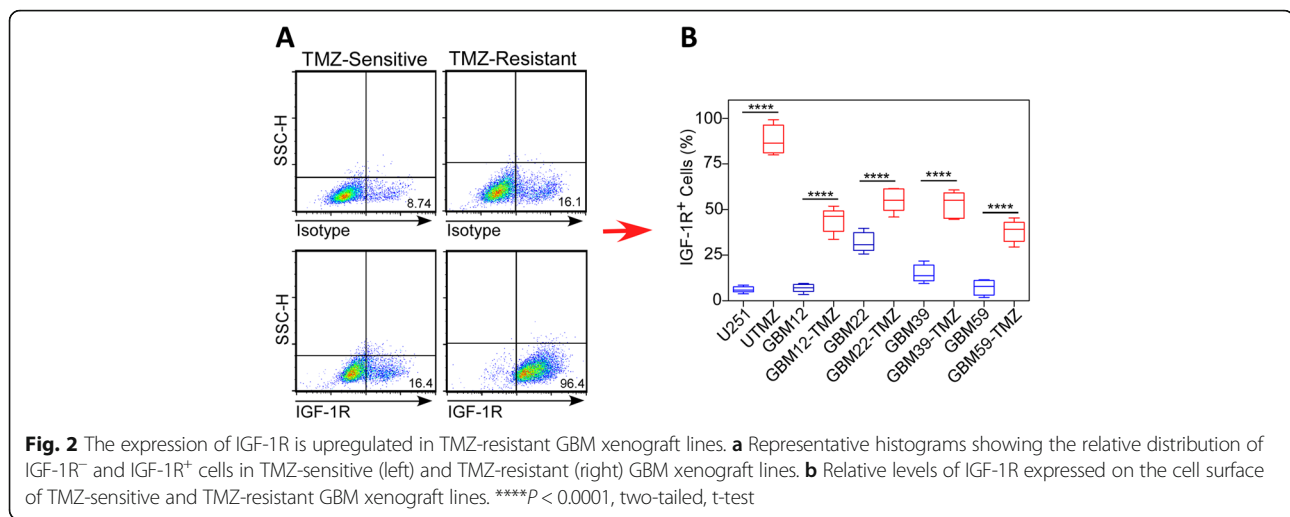 A
B
TMZ-Sensitive
TMZ-Resistant
SSC-H
8.74
16.1
Isotype
Isotype
SSC-H
16.4
96.4
IGF-1R
IGF-1R
IGF-1R⁺ Cells (%)
100
75
50
25
0
****
****
****
****
****
U251
UTMZ
GBM12
GBM12-TMZ
GBM22
GBM22-TMZ
GBM39
GBM39-TMZ
GBM59
GBM59-TMZ
Fig. 2 The expression of IGF-1R is upregulated in TMZ-resistant GBM xenograft lines. a Representative histograms showing the relative distribution of
IGF-1R⁻ and IGF-1R⁺ cells in TMZ-sensitive (left) and TMZ-resistant (right) GBM xenograft lines. b Relative levels of IGF-1R expressed on the cell surface
of TMZ-sensitive and TMZ-resistant GBM xenograft lines. ****P < 0.0001, two-tailed, t-test